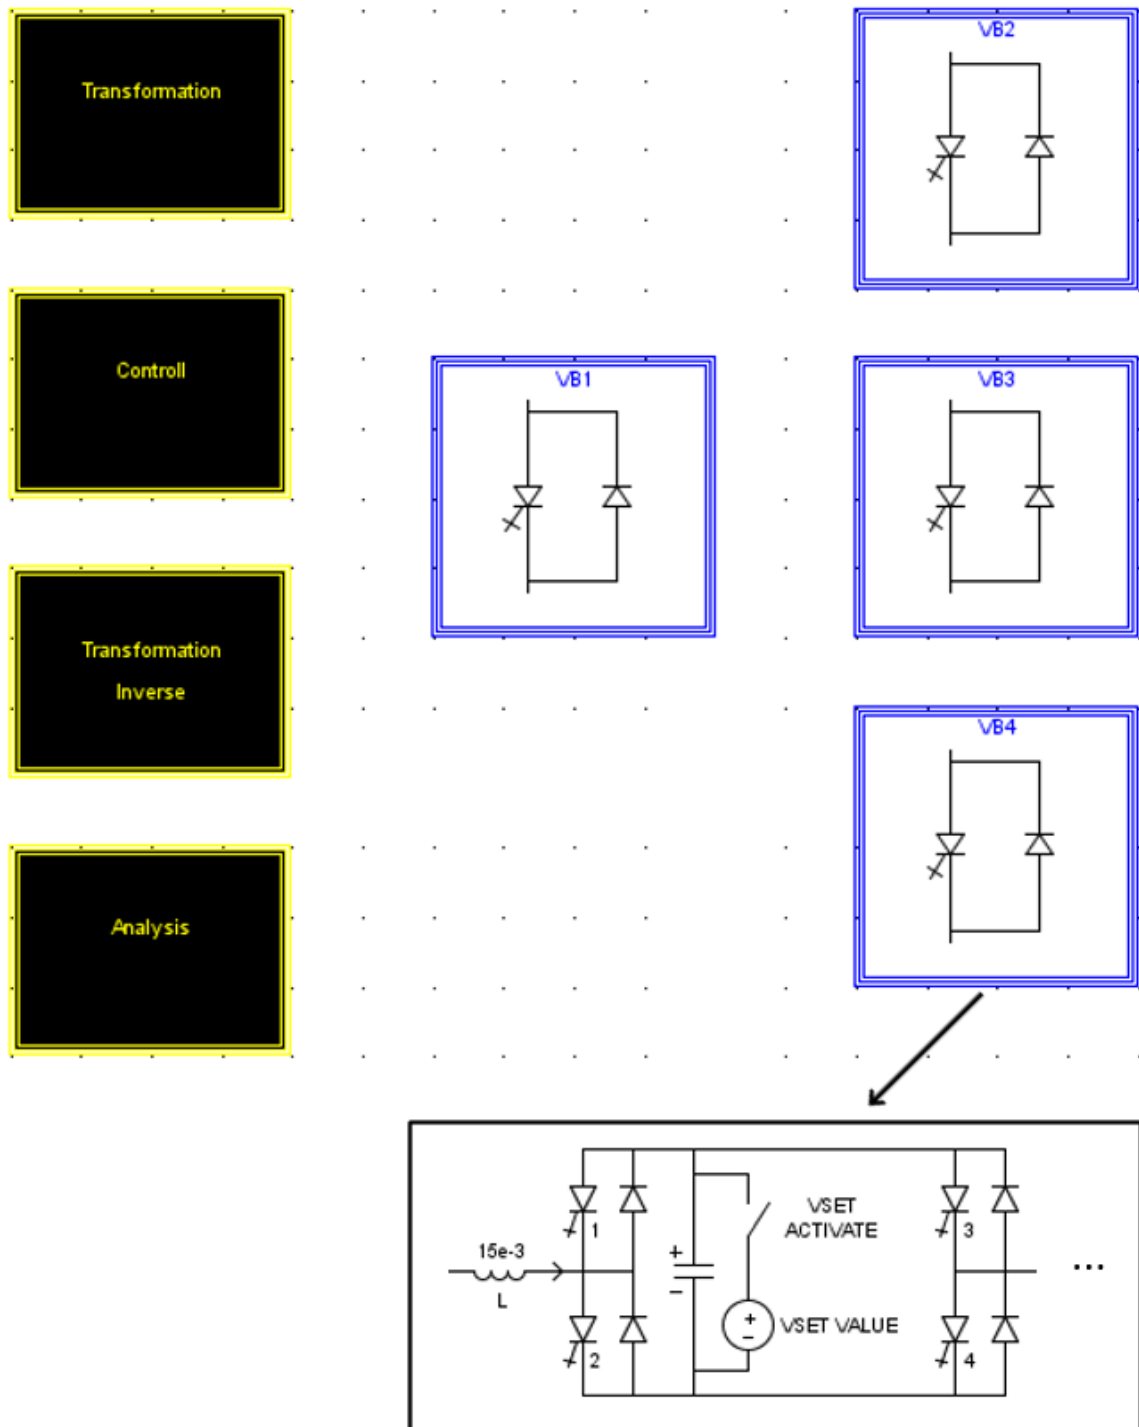 Transformation
Controll
Transformation
Inverse
Analysis
VB1
VB2
VB3
VB4
15e-3
L
1
2
+
−
VSET
ACTIVATE
+
−
VSET VALUE
3
4
...